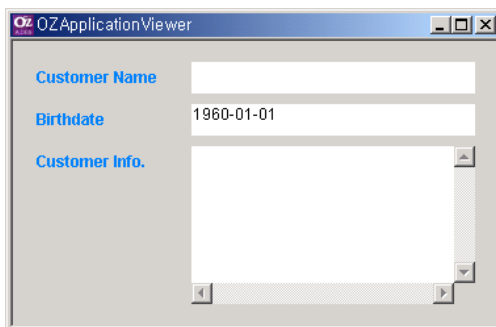 OZApplicationViewer
Customer Name
Birthdate 1960-01-01
Customer Info.